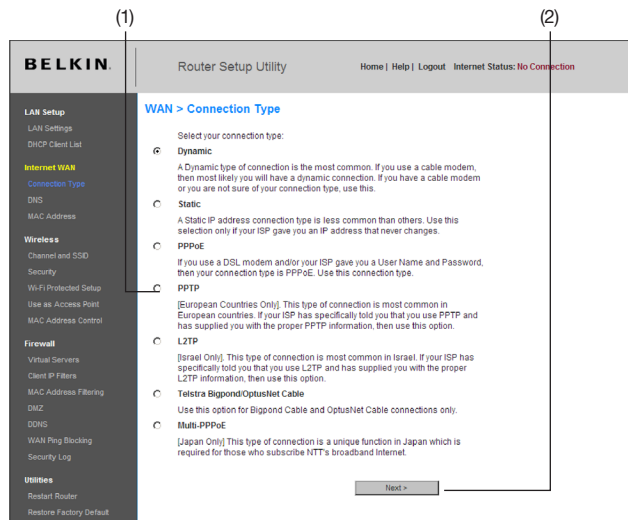 (1)
(2)
BELKIN.
Router Setup Utility
Home | Help | Logout Internet Status: No Connection
LAN Setup
LAN Settings
DHCP Client List
Internet WAN
Connection Type
DNS
MAC Address
Wireless
Channel and SSID
Security
Wi-Fi Protected Setup
Use as Access Point
MAC Address Control
Firewall
Virtual Servers
Client IP Filters
MAC Address Filtering
DMZ
DDNS
WAN Ping Blocking
Security Log
Utilities
Restart Router
Restore Factory Default
WAN > Connection Type
Select your connection type:
Dynamic
A Dynamic type of connection is the most common. If you use a cable modem,
then most likely you will have a dynamic connection. If you have a cable modem
or you are not sure of your connection type, use this.
Static
A Static IP address connection type is less common than others. Use this
selection only if your ISP gave you an IP address that never changes.
PPPoE
If you use a DSL modem and/or your ISP gave you a User Name and Password,
then your connection type is PPPoE. Use this connection type.
PPTP
[European Countries Only]. This type of connection is most common in
European countries. If your ISP has specifically told you that you use PPTP and
has supplied you with the proper PPTP information, then use this option.
L2TP
[Israel Only]. This type of connection is most common in Israel. If your ISP has
specifically told you that you use L2TP and has supplied you with the proper
L2TP information, then use this option.
Telstra Bigpond/OptusNet Cable
Use this option for Bigpond Cable and OptusNet Cable connections only.
Multi-PPPoE
[Japan Only] This type of connection is a unique function in Japan which is
required for those who subscribe NTT's broadband Internet.
Next >